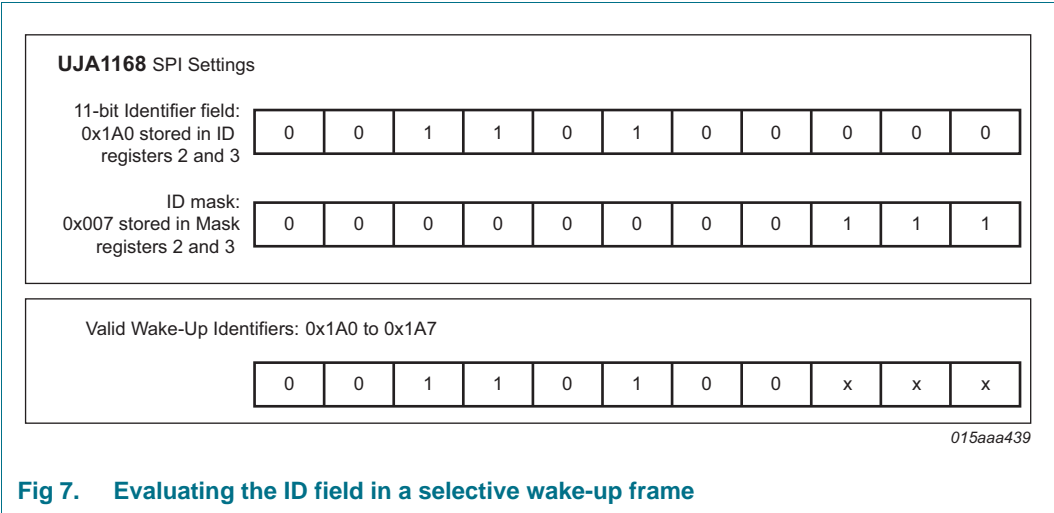 UJA1168 SPI Settings
11-bit Identifier field:
0x1A0 stored in ID
registers 2 and 3
0 0 1 1 0 1 0 0 0 0 0
ID mask:
0x007 stored in Mask
registers 2 and 3
0 0 0 0 0 0 0 0 1 1 1
Valid Wake-Up Identifiers: 0x1A0 to 0x1A7
0 0 1 1 0 1 0 0 x x x
015aaa439
Fig 7. Evaluating the ID field in a selective wake-up frame